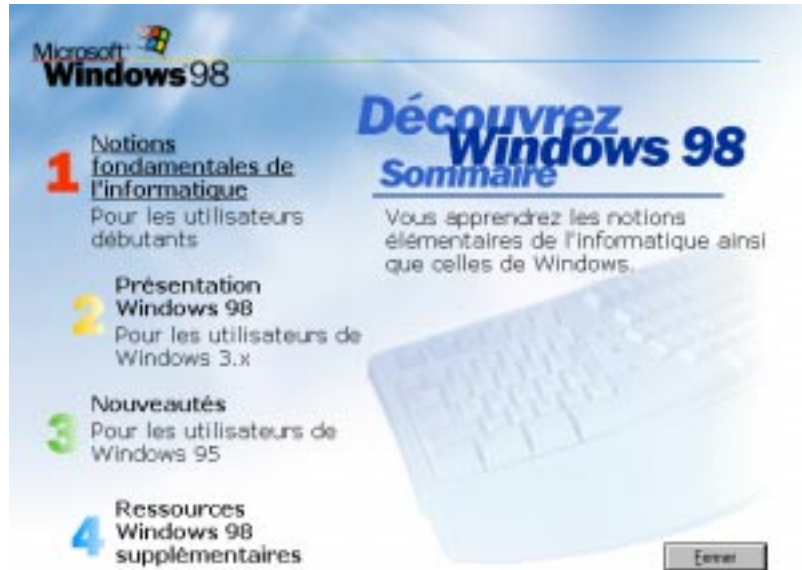 Microsoft
Windows 98
Découvrez
Windows 98
Sommaire
1
Notions
fondamentales de
l'informatique
Pour les utilisateurs
débutants
Vous apprendrez les notions
élémentaires de l'informatique ainsi
que celles de Windows.
2
Présentation
Windows 98
Pour les utilisateurs de
Windows 3.x
3
Nouveautés
Pour les utilisateurs de
Windows 95
4
Ressources
Windows 98
supplémentaires
Fermer